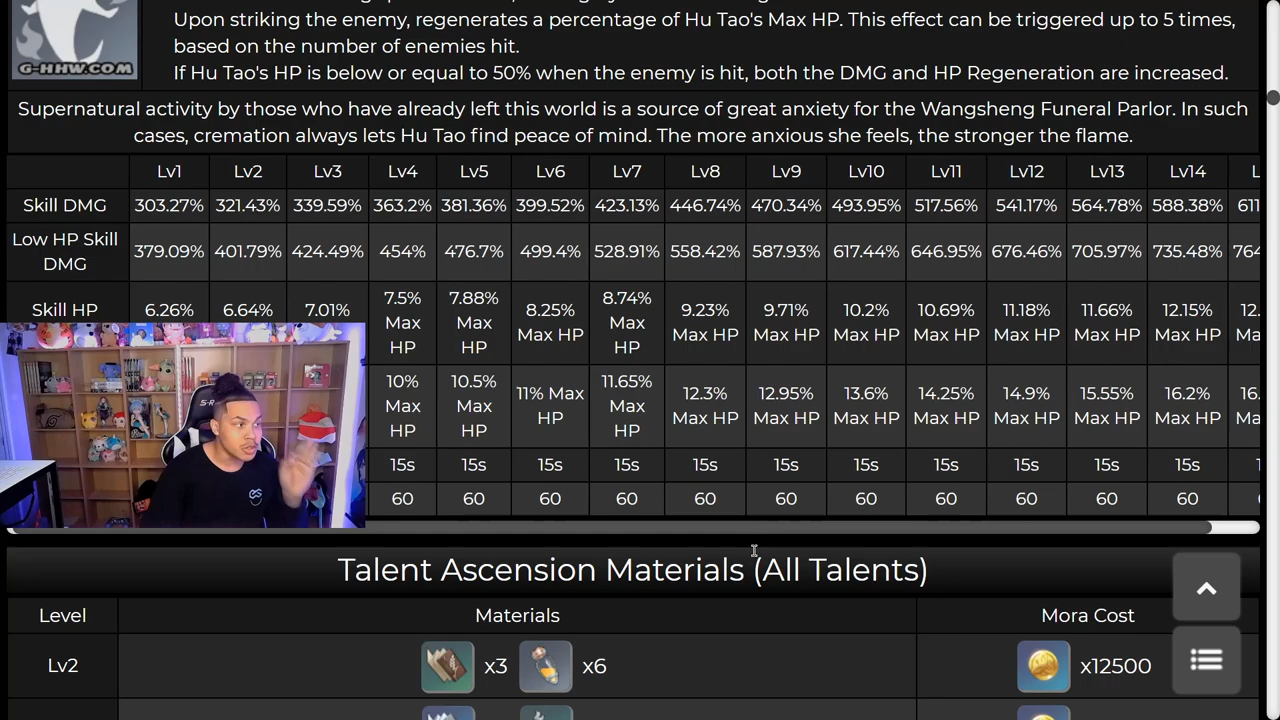 Upon striking the enemy, regenerates a percentage of Hu Tao's Max HP. This effect can be triggered up to 5 times,
based on the number of enemies hit.
If Hu Tao's HP is below or equal to 50% when the enemy is hit, both the DMG and HP Regeneration are increased.
G-HHW.COM
Supernatural activity by those who have already left this world is a source of great anxiety for the Wangsheng Funeral Parlor. In such
cases, cremation always lets Hu Tao find peace of mind. The more anxious she feels, the stronger the flame.
Lv1 Lv2 Lv3 Lv4 Lv5 Lv6 Lv7 Lv8 Lv9 Lv10 Lv11 Lv12 Lv13 Lv14 L
Skill DMG 303.27% 321.43% 339.59% 363.2% 381.36% 399.52% 423.13% 446.74% 470.34% 493.95% 517.56% 541.17% 564.78% 588.38% 611
Low HP Skill
DMG 379.09% 401.79% 424.49% 454% 476.7% 499.4% 528.91% 558.42% 587.93% 617.44% 646.95% 676.46% 705.97% 735.48% 764
Skill HP 6.26% 6.64% 7.01% 7.5% Max HP 7.88% Max HP 8.25% Max HP 8.74% Max HP 9.23% Max HP 9.71% Max HP 10.2% Max HP 10.69% Max HP 11.18% Max HP 11.66% Max HP 12.15% Max HP 12. Ma
10% Max HP 10.5% Max HP 11% Max HP 11.65% Max HP 12.3% Max HP 12.95% Max HP 13.6% Max HP 14.25% Max HP 14.9% Max HP 15.55% Max HP 16.2% Max HP 16. Ma
15s 15s 15s 15s 15s 15s 15s 15s 15s 15s 15s 1
60 60 60 60 60 60 60 60 60 60 60
Talent Ascension Materials (All Talents)
Level Materials Mora Cost
Lv2 x3 x6 x12500